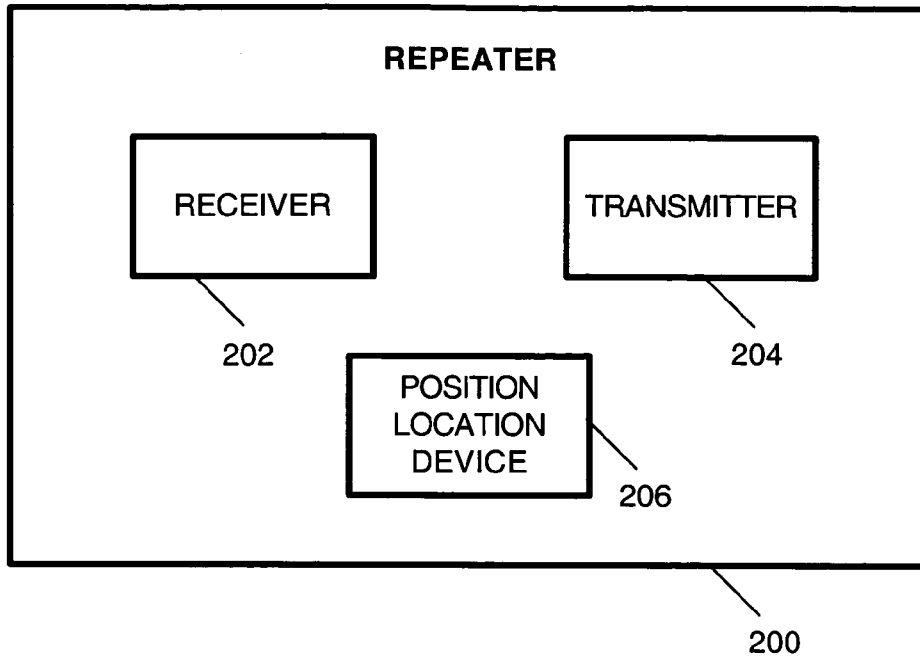 REPEATER
RECEIVER
TRANSMITTER
202
204
POSITION
LOCATION
DEVICE
206
200